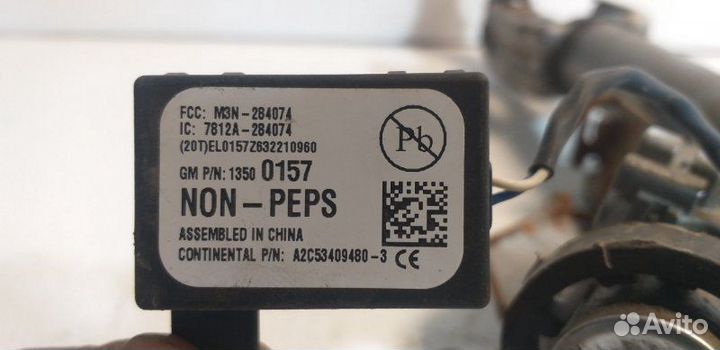 FCC: M3N-284074
IC: 7812A-284074
(20T)EL0157Z632210960
GM P/N: 1350 0157
NON-PEPS
ASSEMBLED IN CHINA
CONTINENTAL P/N: A2C53409480-3 CE
Pb
Avito